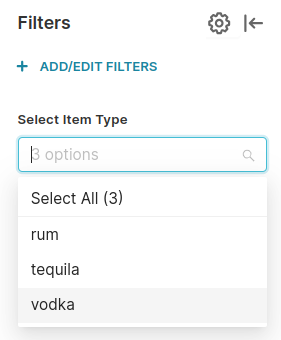 Filters
+ ADD/EDIT FILTERS
Select Item Type
3 options
Select All (3)
rum
tequila
vodka